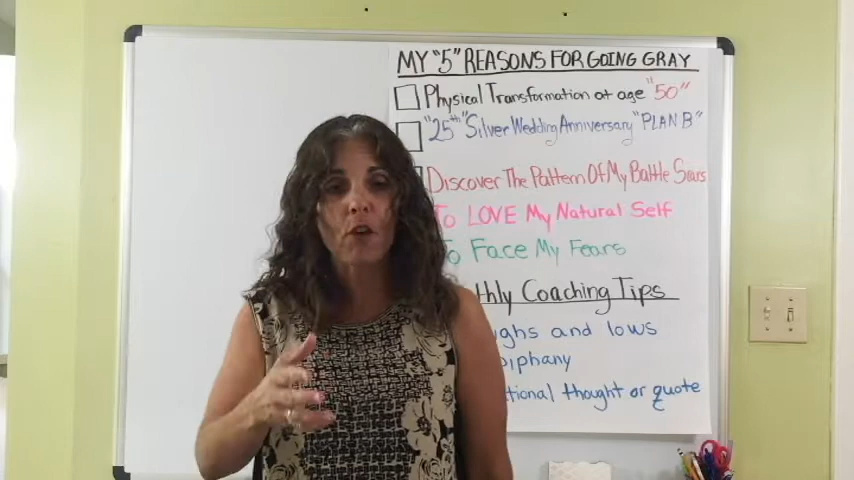 MY "5" REASONS FOR GOING GRAY
Physical Transformation at age "50"
"25th" Silver Wedding Anniversary "PLAN B"
Discover The Pattern Of My Battle Scars
To LOVE My Natural Self
To Face My Fears
thly Coaching Tips
ghs and lows
piphany
tional thought or quote